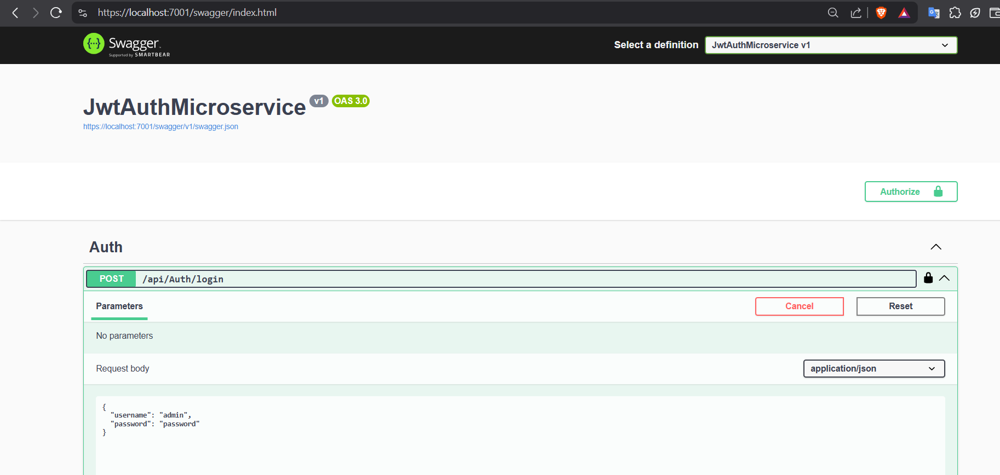 https://localhost:7001/swagger/index.html
Swagger
Supported by SMARTBEAR
Select a definition
JwtAuthMicroservice v1
JwtAuthMicroservice v1 OAS 3.0
https://localhost:7001/swagger/v1/swagger.json
Authorize
Auth
POST /api/Auth/login
Parameters
Cancel
Reset
No parameters
Request body
application/json
{
  "username": "admin",
  "password": "password"
}